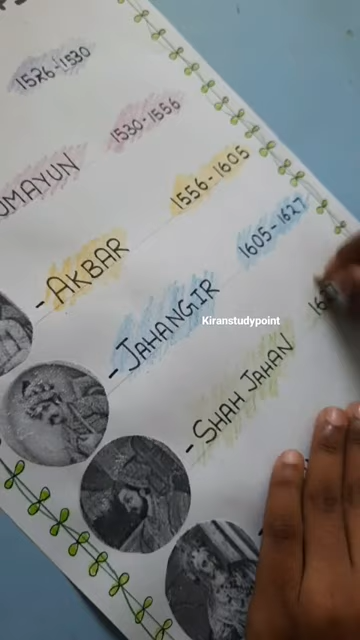 1526-1530
UMAYUN
1530-1556
- AKBAR
1556-1605
- JAHANGIR
1605-1627
Kiranstudypoint
- SHAH JAHAN